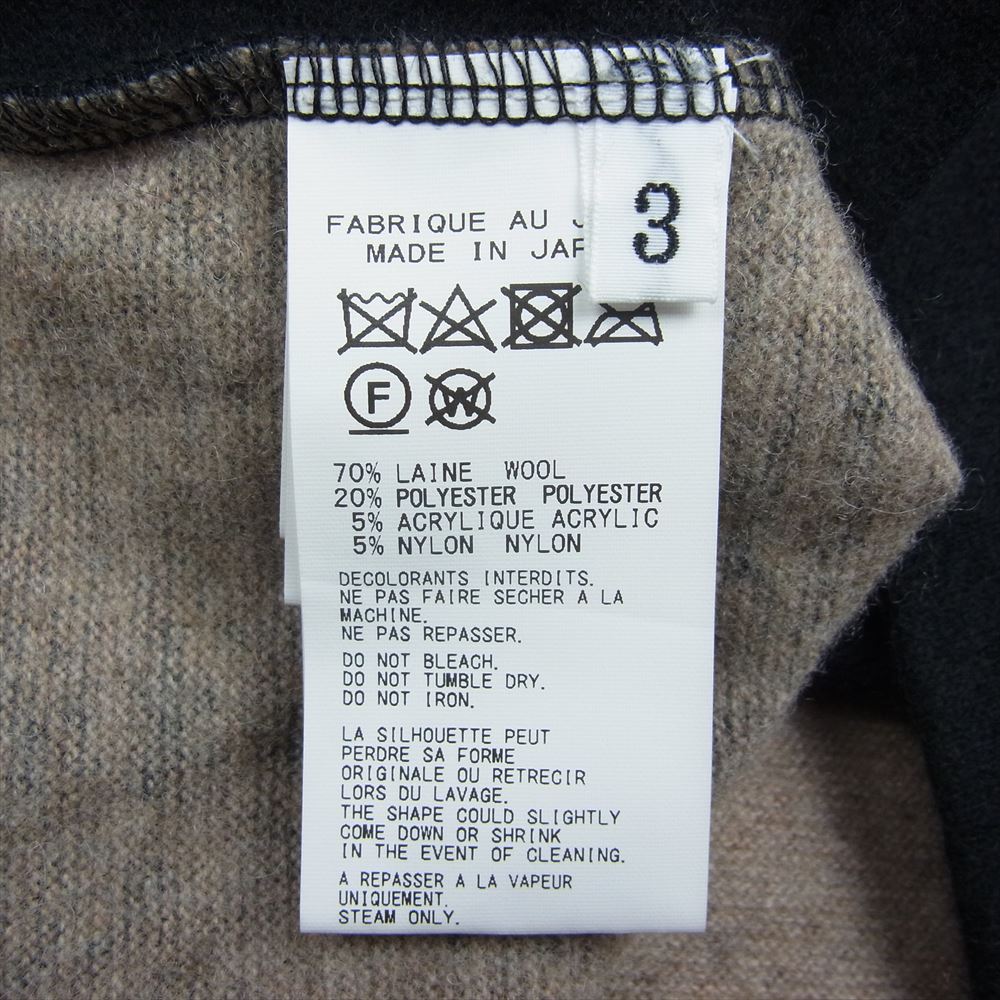 3
FABRIQUE AU
MADE IN
F
W
70% LAINE WOOL
20% POLYESTER POLYESTER
5% ACRYLIQUE ACRYLIC
5% NYLON NYLON
DECOLORANTS INTERDITS.
NE PAS FAIRE SECHER A LA
MACHINE.
NE PAS REPASSER.
DO NOT BLEACH.
DO NOT TUMBLE DRY.
DO NOT IRON.
LA SILHOUETTE PEUT
PERDRE SA FORME
ORIGINALE OU RETRECIR
LORS DU LAVAGE.
THE SHAPE COULD SLIGHTLY
COME DOWN OR SHRINK
IN THE EVENT OF CLEANING.
A REPASSER A LA VAPEUR
UNIQUEMENT.
STEAM ONLY.